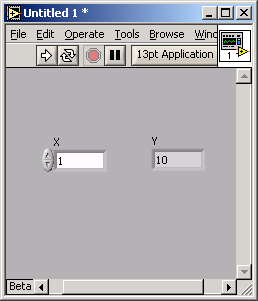 Untitled 1 *
File Edit Operate Tools Browse Wind
13pt Application
1
X Y
1 10
Beta